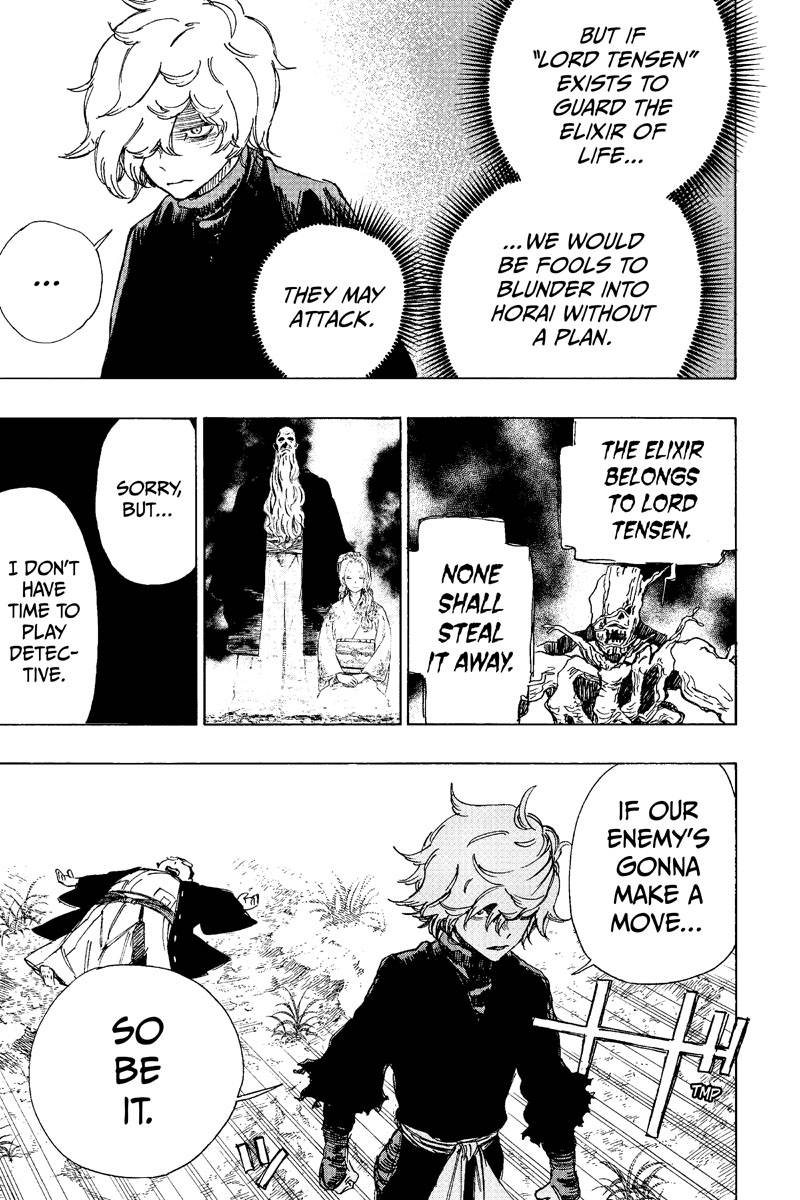 BUT IF
"LORD TENSEN"
EXISTS TO
GUARD THE
ELIXIR OF
LIFE...
...WE WOULD
BE FOOLS TO
BLUNDER INTO
HORAI WITHOUT
A PLAN.
THEY MAY
ATTACK.
...
THE ELIXIR
BELONGS
TO LORD
TENSEN.
NONE
SHALL
STEAL
IT AWAY.
SORRY,
BUT...
I DON'T
HAVE
TIME TO
PLAY
DETEC-
TIVE.
IF OUR
ENEMY'S
GONNA
MAKE A
MOVE...
TMP
SO
BE
IT.